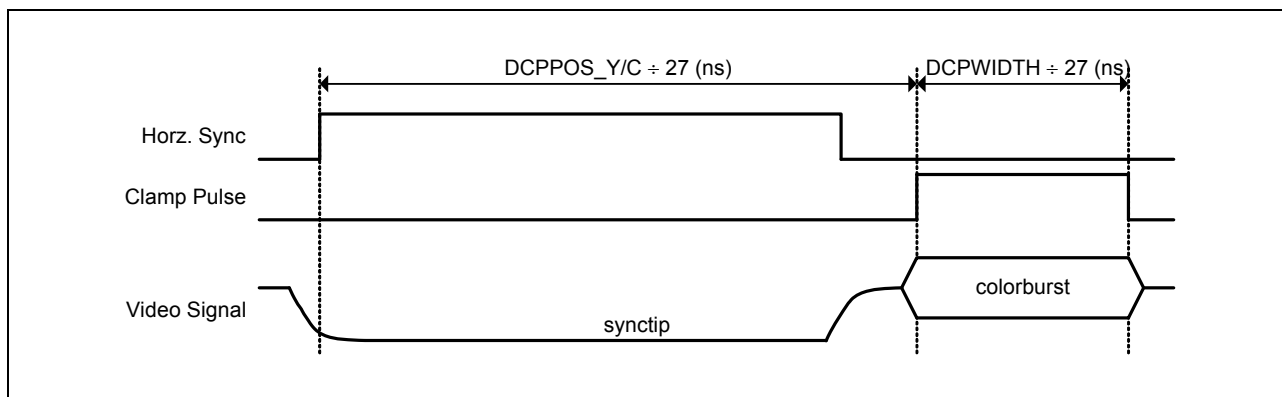 DCPPOS_Y/C ÷ 27 (ns)
DCPWIDTH ÷ 27 (ns)
Horz. Sync
Clamp Pulse
Video Signal
synctip
colorburst